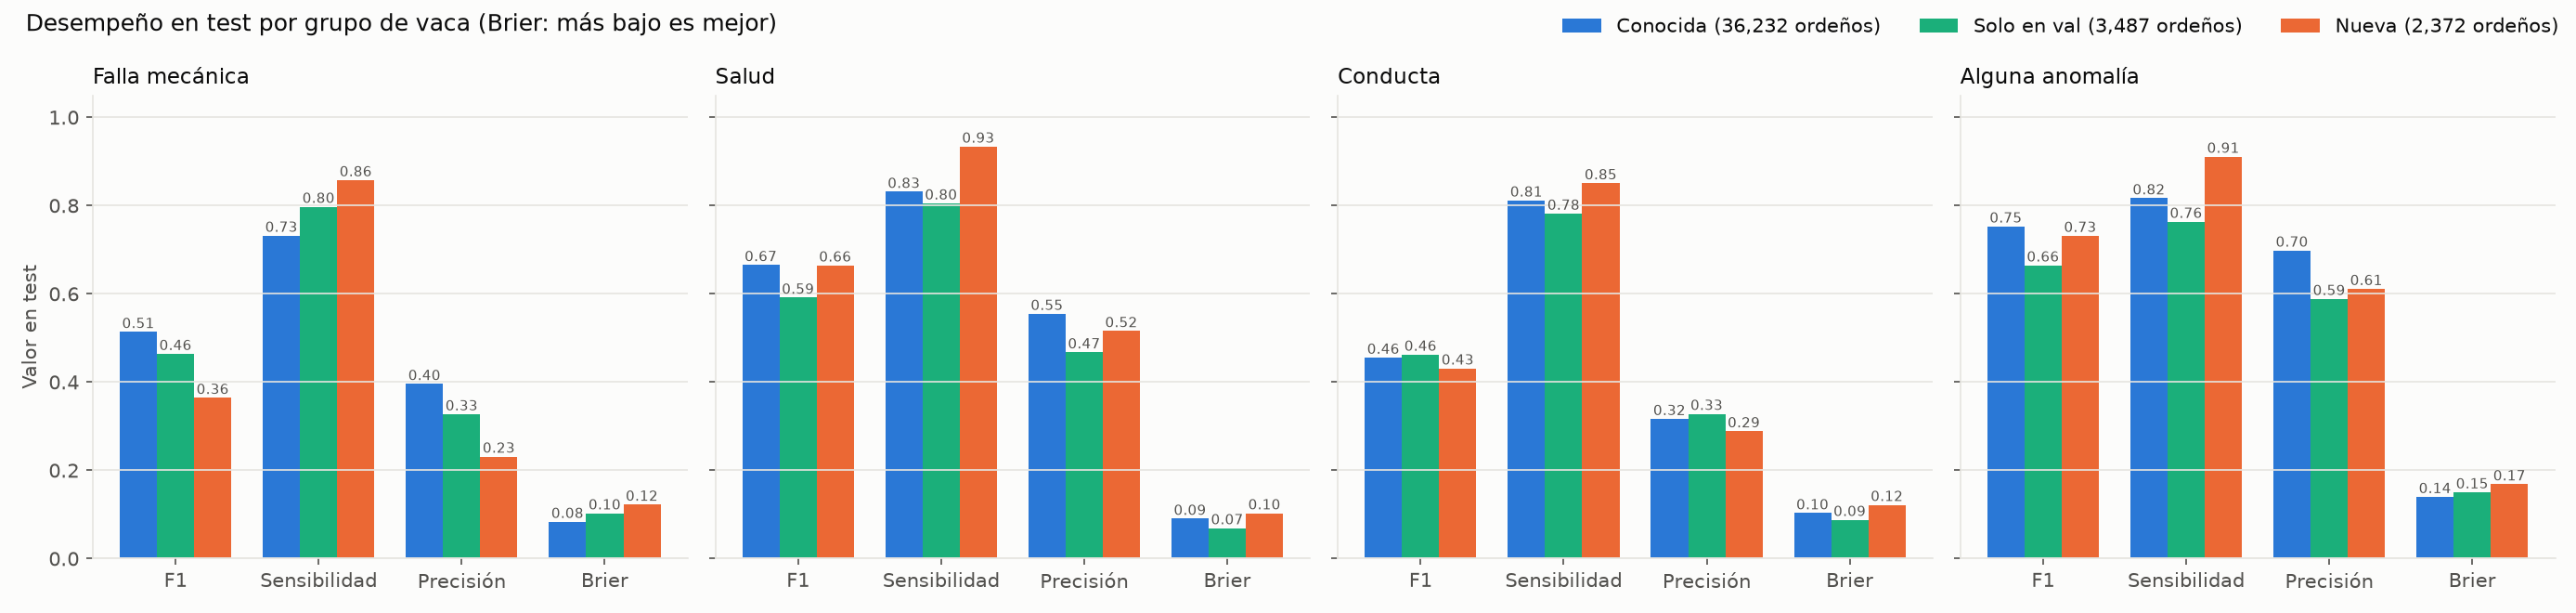 Desempeño en test por grupo de vaca (Brier: más bajo es mejor)
Conocida (36,232 ordeños)
Solo en val (3,487 ordeños)
Nueva (2,372 ordeños)
Falla mecánica
Valor en test
1.0
0.8
0.6
0.4
0.2
0.0
0.51
0.46
0.36
0.73
0.80
0.86
0.40
0.33
0.23
0.08
0.10
0.12
F1
Sensibilidad
Precisión
Brier
Salud
0.67
0.59
0.66
0.83
0.80
0.93
0.55
0.47
0.52
0.09
0.07
0.10
F1
Sensibilidad
Precisión
Brier
Conducta
0.46
0.46
0.43
0.81
0.78
0.85
0.32
0.33
0.29
0.10
0.09
0.12
F1
Sensibilidad
Precisión
Brier
Alguna anomalía
0.75
0.66
0.73
0.82
0.76
0.91
0.70
0.59
0.61
0.14
0.15
0.17
F1
Sensibilidad
Precisión
Brier